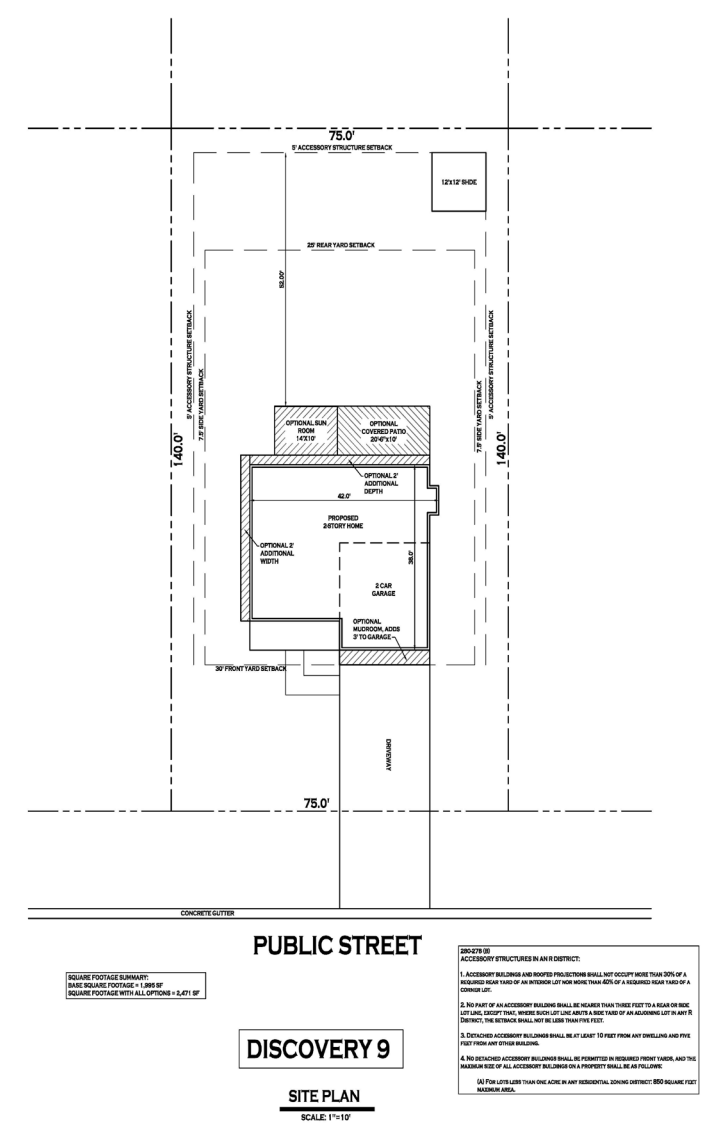 75.0'
5' ACCESSORY STRUCTURE SETBACK
12'x12' SHDE
25' REAR YARD SETBACK
52.00'
5' ACCESSORY STRUCTURE SETBACK
7.5' SIDE YARD SETBACK
140.0'
7.5' SIDE YARD SETBACK
5' ACCESSORY STRUCTURE SETBACK
140.0'
OPTIONAL SUN
ROOM
14'X10'
OPTIONAL
COVERED PATIO
20'-6"x10'
OPTIONAL 2'
ADDITIONAL
DEPTH
42.0'
PROPOSED
2-STORY HOME
OPTIONAL 2'
ADDITIONAL
WIDTH
38.0'
2 CAR
GARAGE
OPTIONAL
MUDROOM, ADDS
3' TO GARAGE
30' FRONT YARD SETBACK
DRIVEWAY
75.0'
CONCRETE GUTTER
PUBLIC STREET
SQUARE FOOTAGE SUMMARY:
BASE SQUARE FOOTAGE = 1,995 SF
SQUARE FOOTAGE WITH ALL OPTIONS = 2,471 SF
DISCOVERY 9
SITE PLAN
SCALE: 1"=10'
280-278 (8)
ACCESSORY STRUCTURES IN AN R DISTRICT:
1. ACCESSORY BUILDINGS AND ROOFED PROJECTIONS SHALL NOT OCCUPY MORE THAN 30% OF A
REQUIRED REAR YARD OF AN INTERIOR LOT NOR MORE THAN 40% OF A REQUIRED REAR YARD OF A
CORNER LOT.
2. NO PART OF AN ACCESSORY BUILDING SHALL BE NEARER THAN THREE FEET TO A REAR OR SIDE
LOT LINE, EXCEPT THAT, WHERE SUCH LOT LINE ABUTS A SIDE YARD OF AN ADJOINING LOT IN ANY R
DISTRICT, THE SETBACK SHALL NOT BE LESS THAN FIVE FEET.
3. DETACHED ACCESSORY BUILDINGS SHALL BE AT LEAST 10 FEET FROM ANY DWELLING AND FIVE
FEET FROM ANY OTHER BUILDING.
4. NO DETACHED ACCESSORY BUILDINGS SHALL BE PERMITTED IN REQUIRED FRONT YARDS, AND THE
MAXIMUM SIZE OF ALL ACCESSORY BUILDINGS ON A PROPERTY SHALL BE AS FOLLOWS:
(A) FOR LOTS LESS THAN ONE ACRE IN ANY RESIDENTIAL ZONING DISTRICT: 850 SQUARE FEET
MAXIMUM AREA.